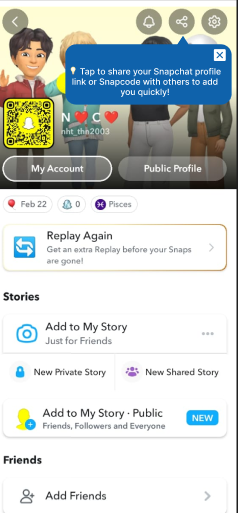 Tap to share your Snapchat profile
link or Snapcode with others to add
you quickly!
N ❤️ C ❤️
nht_thn2003
My Account
Public Profile
Feb 22
0
Pisces
Replay Again
Get an extra Replay before your Snaps
are gone!
Stories
Add to My Story
Just for Friends
New Private Story
New Shared Story
Add to My Story · Public
Friends, Followers and Everyone
NEW
Friends
Add Friends